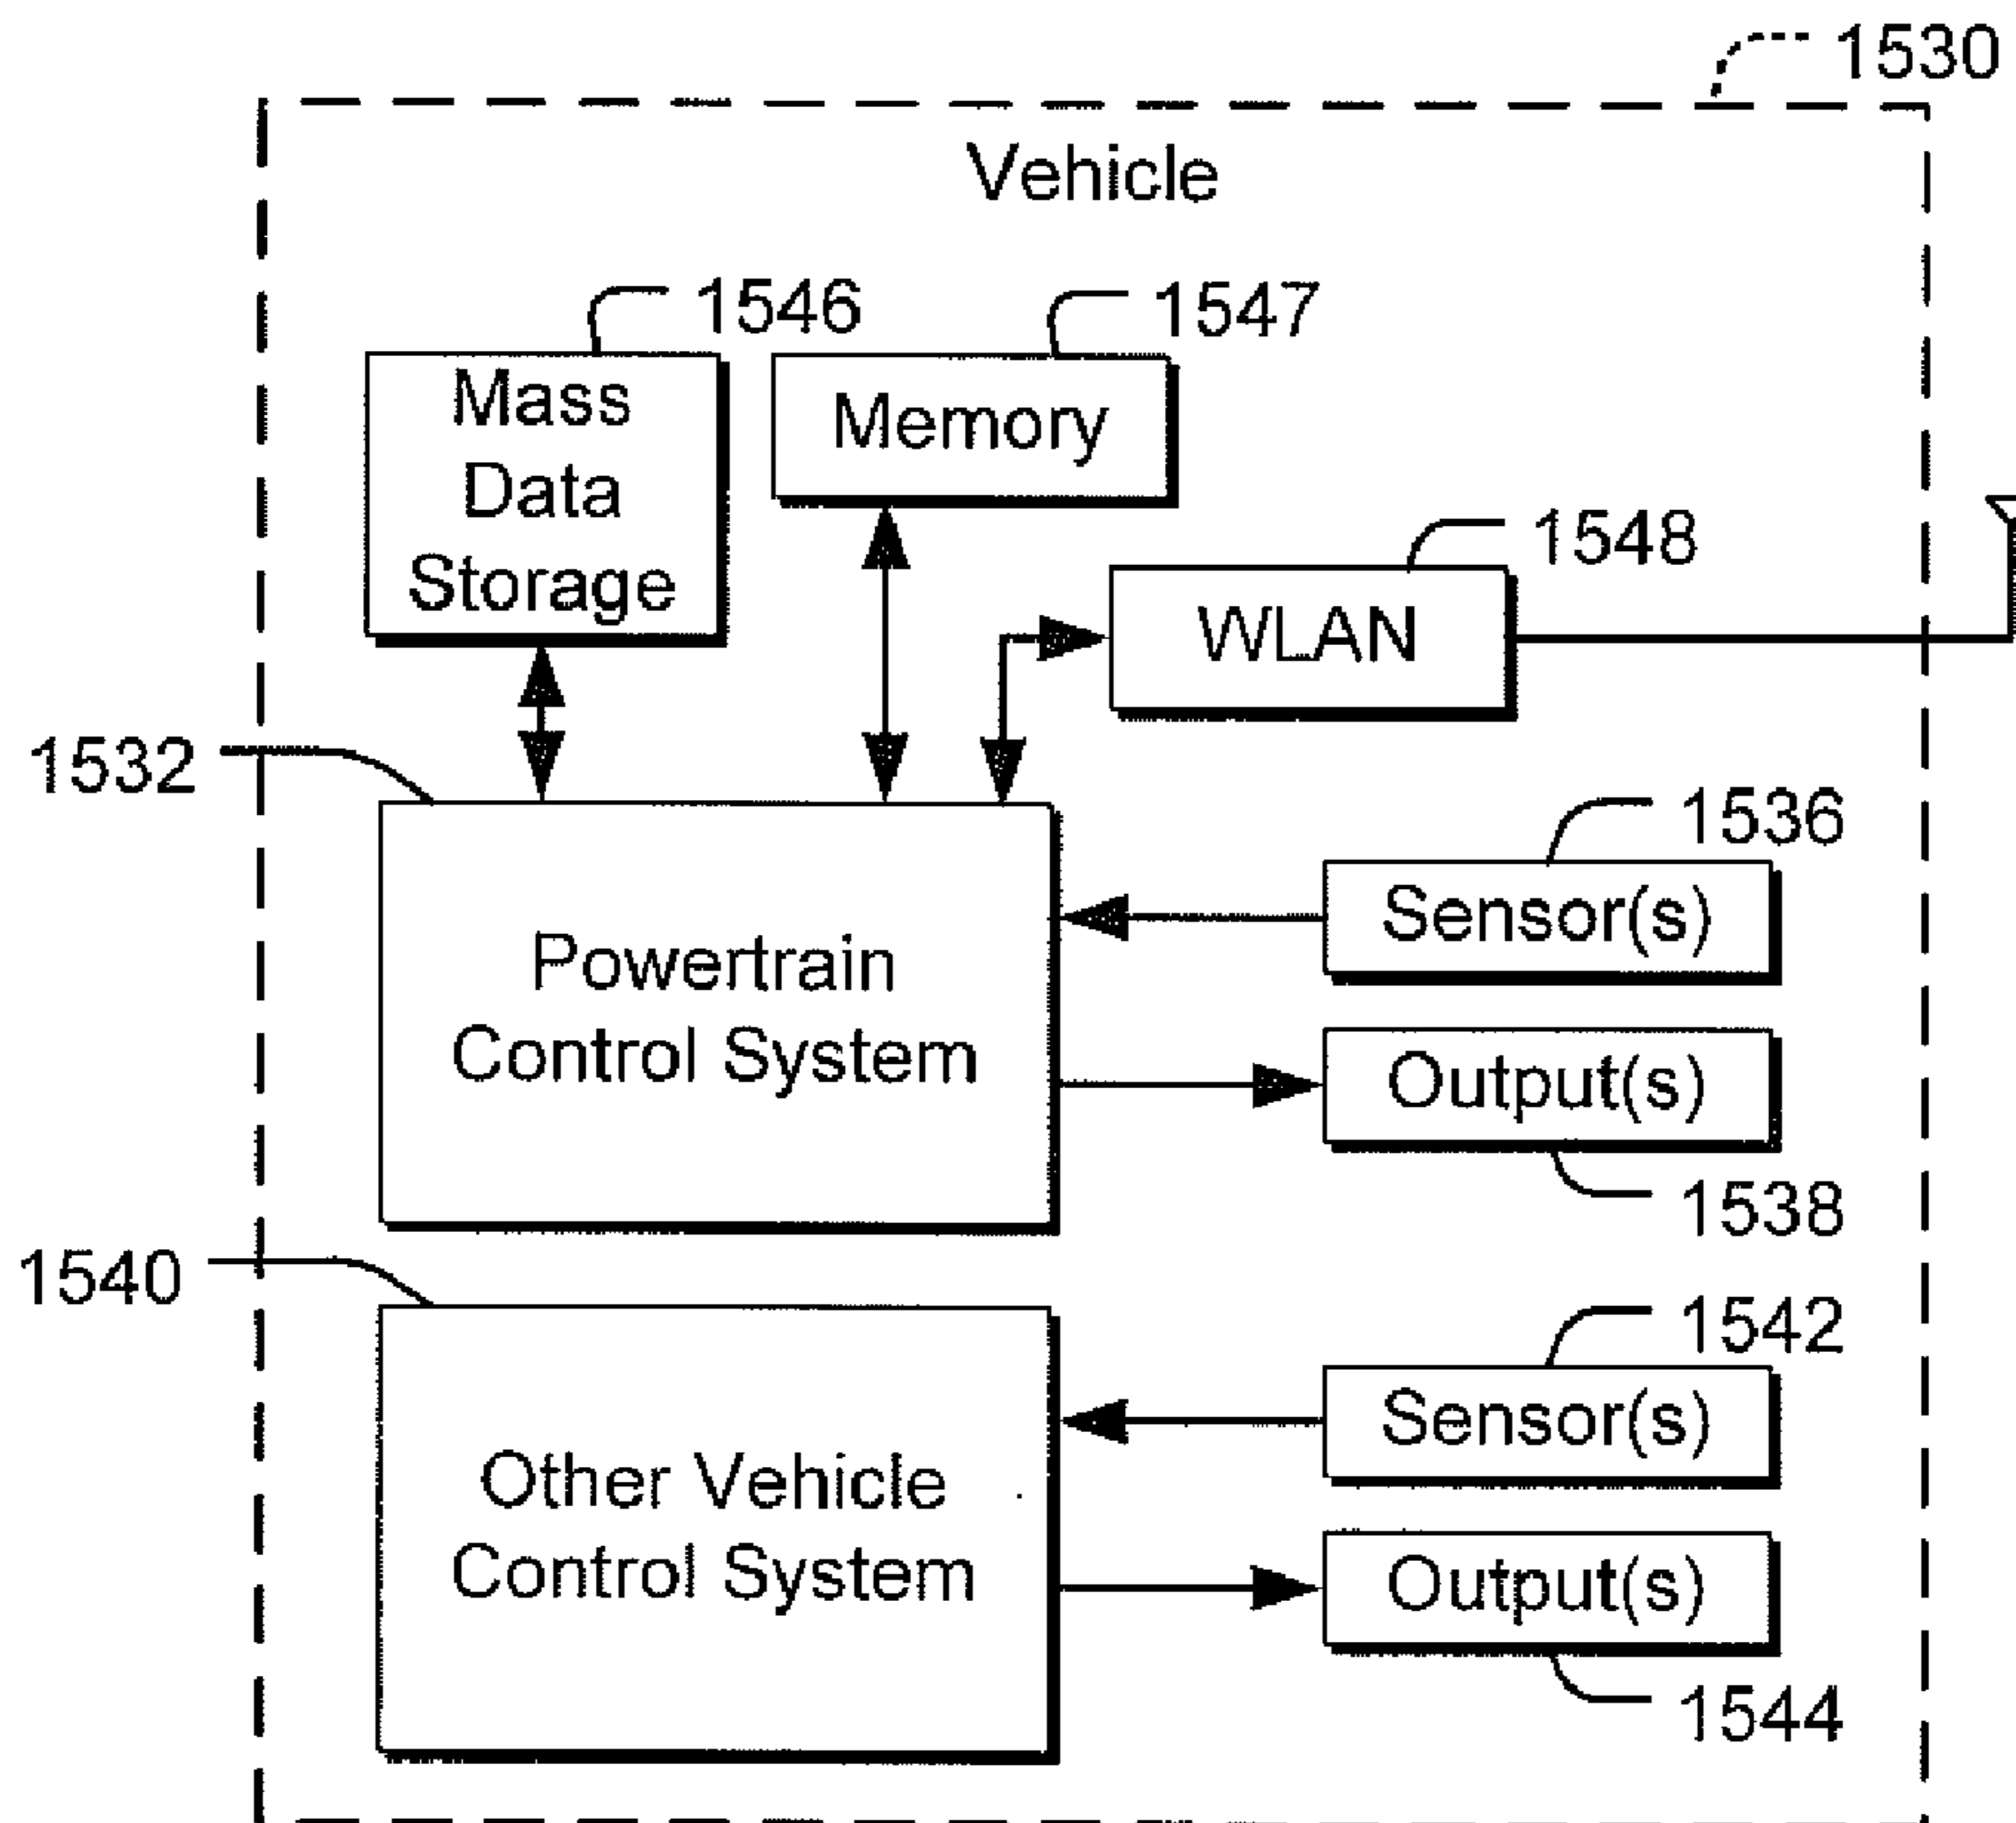 1530
Vehicle
1546
1547
Mass
Data
Storage
Memory
1548
WLAN
1532
1536
Sensor(s)
Powertrain
Control System
Output(s)
1538
1540
1542
Sensor(s)
Other Vehicle
Control System
Output(s)
1544